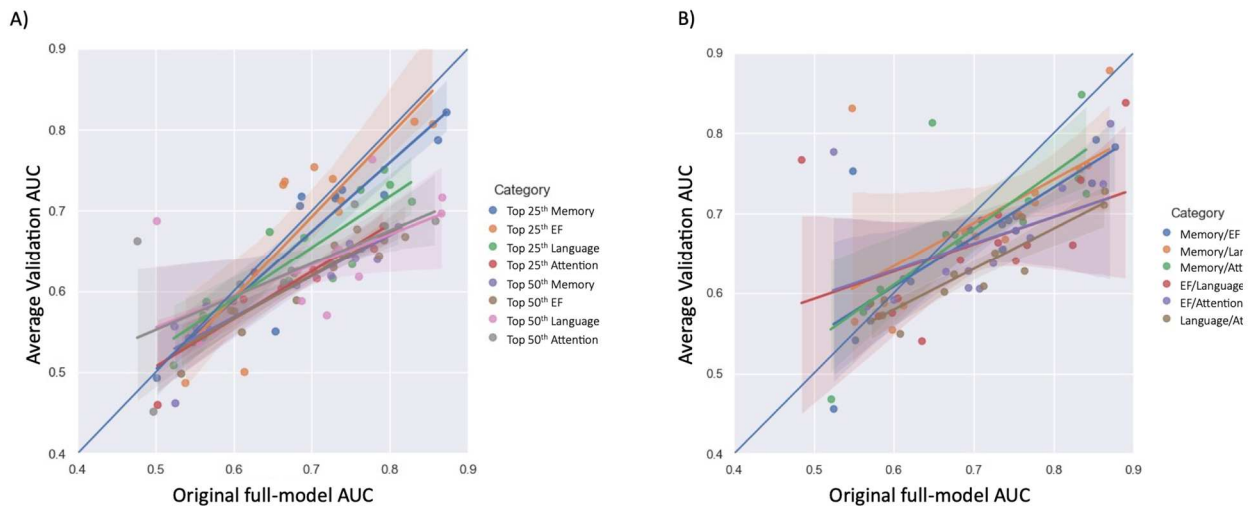 A)
0.9
0.8
0.7
0.6
0.5
0.4
Average Validation AUC
0.4 0.5 0.6 0.7 0.8 0.9
Original full-model AUC
Category
Top 25th Memory
Top 25th EF
Top 25th Language
Top 25th Attention
Top 50th Memory
Top 50th EF
Top 50th Language
Top 50th Attention
B)
0.9
0.8
0.7
0.6
0.5
0.4
Average Validation AUC
0.4 0.5 0.6 0.7 0.8 0.9
Original full-model AUC
Category
Memory/EF
Memory/Lar
Memory/Att
EF/Language
EF/Attention
Language/At